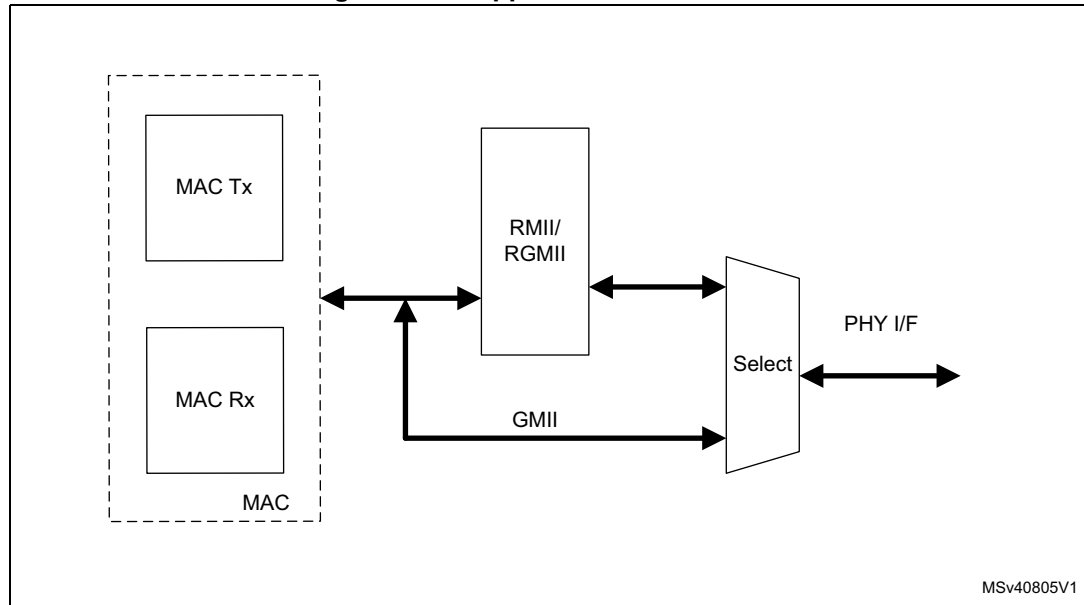 MAC Tx
RMII/
RGMII
PHY I/F
Select
MAC Rx
GMII
MAC
MSv40805V1